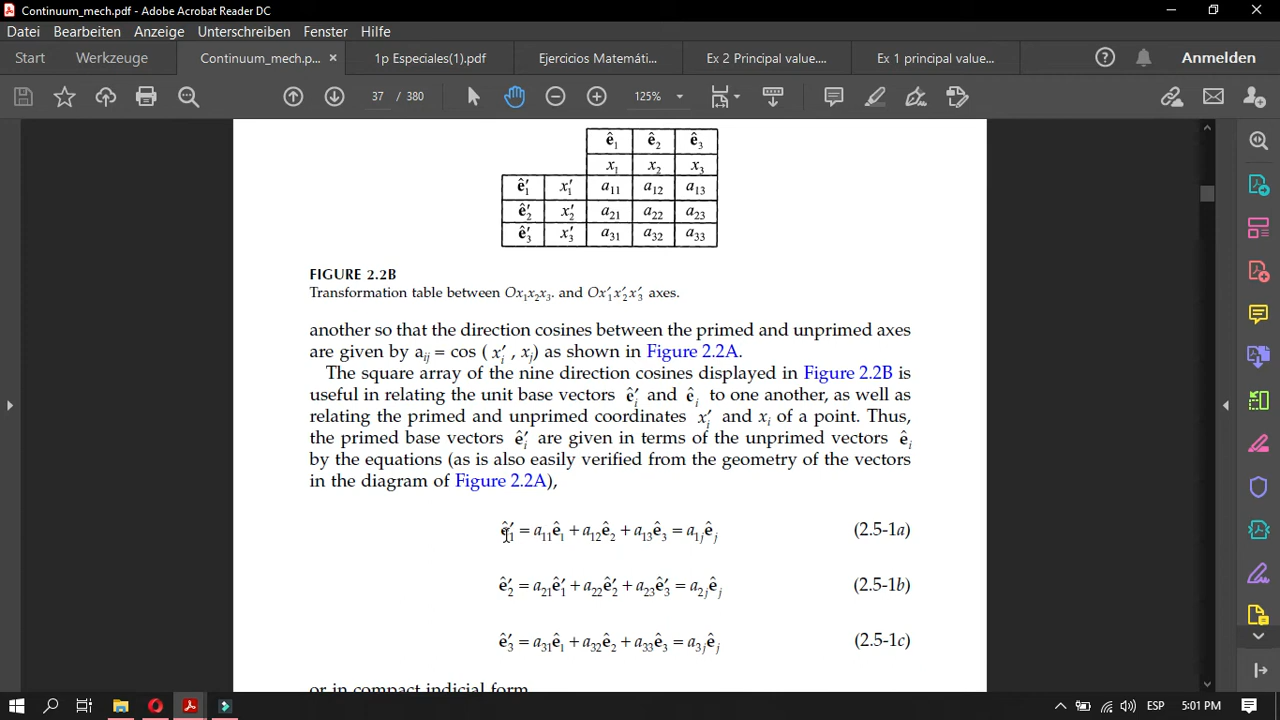 Continuum_mech.pdf - Adobe Acrobat Reader DC
Datei Bearbeiten Anzeige Unterschreiben Fenster Hilfe
Start Werkzeuge Continuum_mech.p... × 1p Especiales(1).pdf Ejercicios Matemáti... Ex 2 Principal value.... Ex 1 principal value... Anmelden
37 / 380 125%
ê₁ ê₂ ê₃
x₁ x₂ x₃
ê′₁ x′₁ a₁₁ a₁₂ a₁₃
ê′₂ x′₂ a₂₁ a₂₂ a₂₃
ê′₃ x′₃ a₃₁ a₃₂ a₃₃
FIGURE 2.2B
Transformation table between Ox₁x₂x₃. and Ox′₁x′₂x′₃ axes.
another so that the direction cosines between the primed and unprimed axes
are given by aᵢⱼ = cos ( x′ᵢ , xⱼ) as shown in Figure 2.2A.
The square array of the nine direction cosines displayed in Figure 2.2B is
useful in relating the unit base vectors ê′ᵢ and êᵢ to one another, as well as
relating the primed and unprimed coordinates x′ᵢ and xᵢ of a point. Thus,
the primed base vectors ê′ᵢ are given in terms of the unprimed vectors êᵢ
by the equations (as is also easily verified from the geometry of the vectors
in the diagram of Figure 2.2A),
ê′₁ = a₁₁ê₁ + a₁₂ê₂ + a₁₃ê₃ = a₁ⱼêⱼ (2.5-1a)
ê′₂ = a₂₁ê′₁ + a₂₂ê′₂ + a₂₃ê′₃ = a₂ⱼêⱼ (2.5-1b)
ê′₃ = a₃₁ê₁ + a₃₂ê₂ + a₃₃ê₃ = a₃ⱼêⱼ (2.5-1c)
or in compact indicial form
ESP 5:01 PM